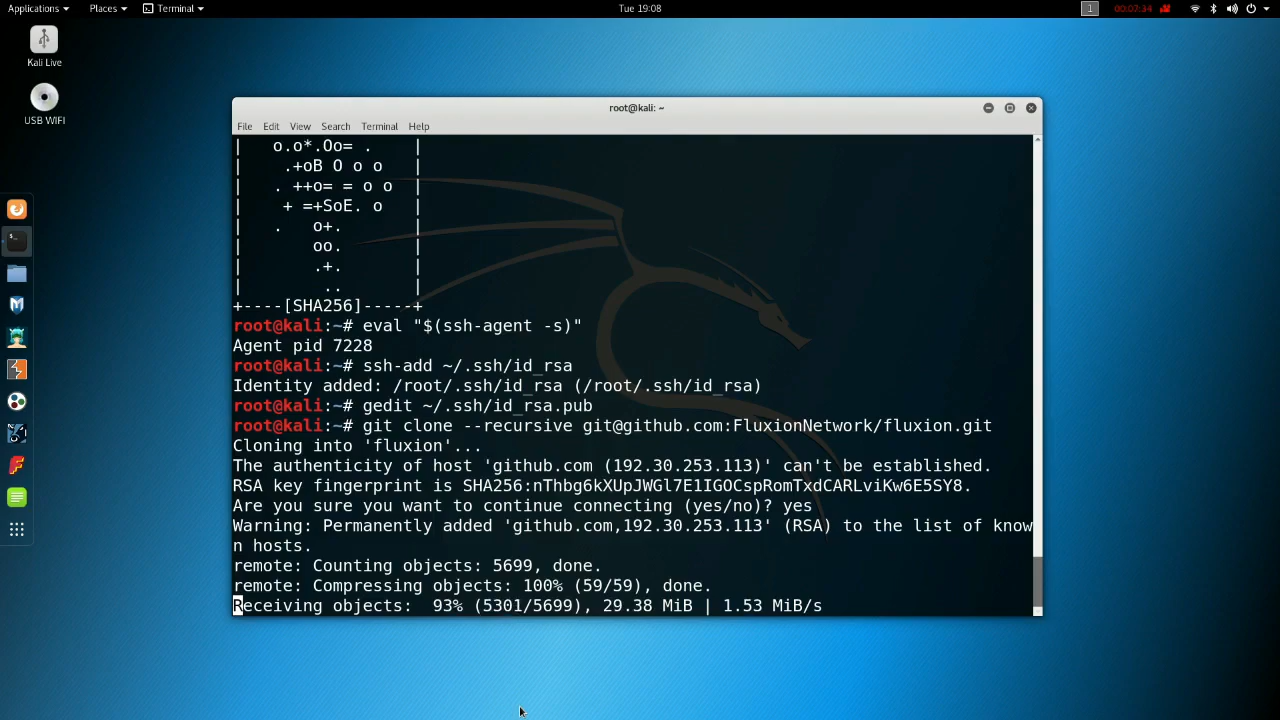 Applications Places Terminal Tue 19:08 1 00:07:34
Kali Live
USB WIFI
root@kali: ~
File Edit View Search Terminal Help
|   o.o*.Oo= .    |
|    .+oB O o o   |
|   . ++o= = o o  |
|    + =+SoE. o   |
|   .   o+.       |
|       oo.       |
|       .+.       |
|        ..       |
+----[SHA256]-----+
root@kali:~# eval "$(ssh-agent -s)"
Agent pid 7228
root@kali:~# ssh-add ~/.ssh/id_rsa
Identity added: /root/.ssh/id_rsa (/root/.ssh/id_rsa)
root@kali:~# gedit ~/.ssh/id_rsa.pub
root@kali:~# git clone --recursive git@github.com:FluxionNetwork/fluxion.git
Cloning into 'fluxion'...
The authenticity of host 'github.com (192.30.253.113)' can't be established.
RSA key fingerprint is SHA256:nThbg6kXUpJWGl7E1IGOCspRomTxdCARLviKw6E5SY8.
Are you sure you want to continue connecting (yes/no)? yes
Warning: Permanently added 'github.com,192.30.253.113' (RSA) to the list of know
n hosts.
remote: Counting objects: 5699, done.
remote: Compressing objects: 100% (59/59), done.
Receiving objects:  93% (5301/5699), 29.38 MiB | 1.53 MiB/s